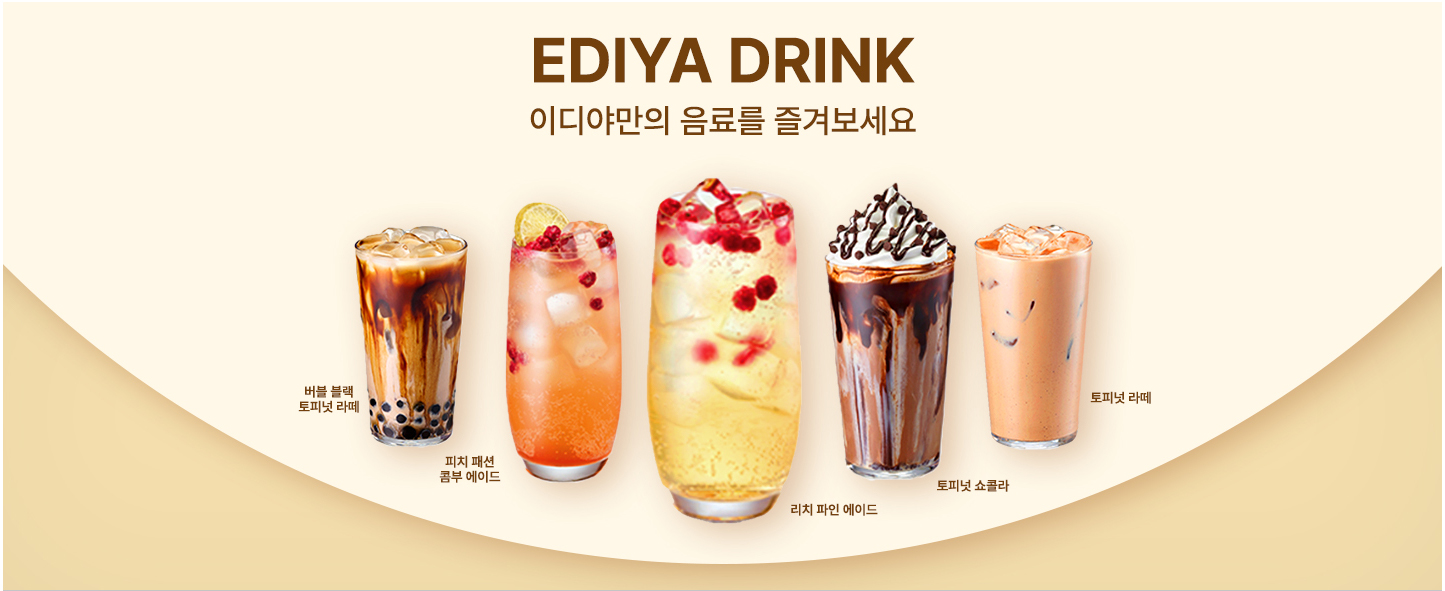 EDIYA DRINK
이디야만의 음료를 즐겨보세요
버블 블랙
토피넛 라떼
피치 패션
콤부 에이드
리치 파인 에이드
토피넛 쇼콜라
토피넛 라떼